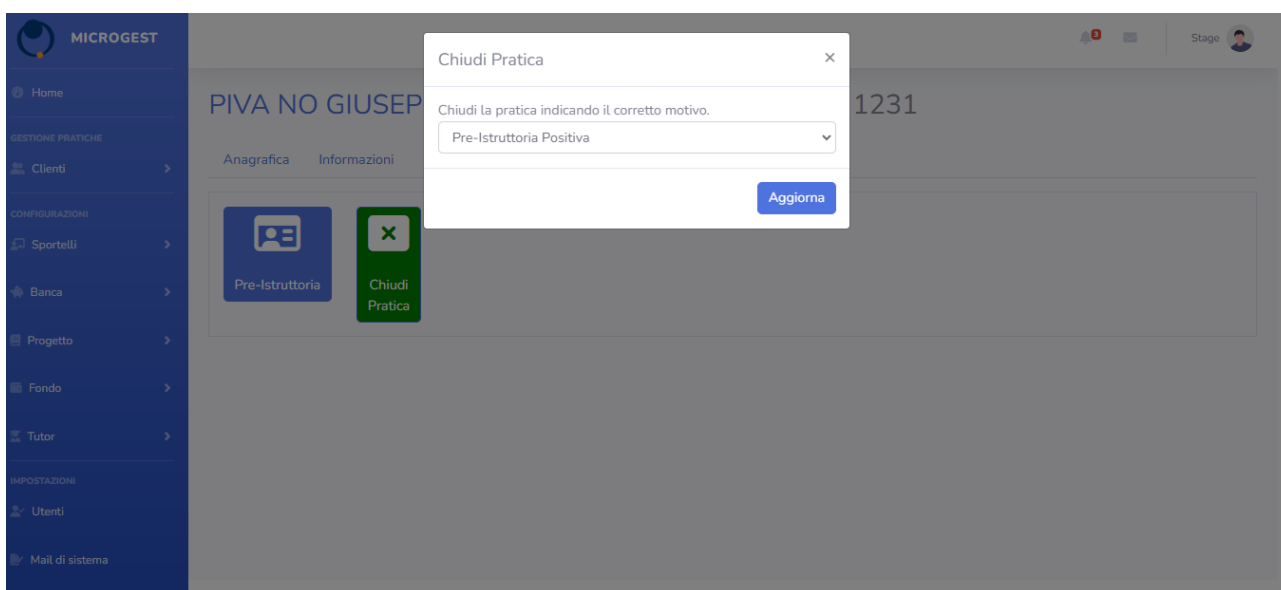 MICROGEST
3
Stage
Home
GESTIONE PRATICHE
Clienti
CONFIGURAZIONI
Sportelli
Banca
Progetto
Fondo
Tutor
IMPOSTAZIONI
Utenti
Mail di sistema
PIVA NO GIUSEP
1231
Anagrafica Informazioni
Pre-Istruttoria
Chiudi
Pratica
Chiudi Pratica
×
Chiudi la pratica indicando il corretto motivo.
Pre-Istruttoria Positiva
Aggiorna